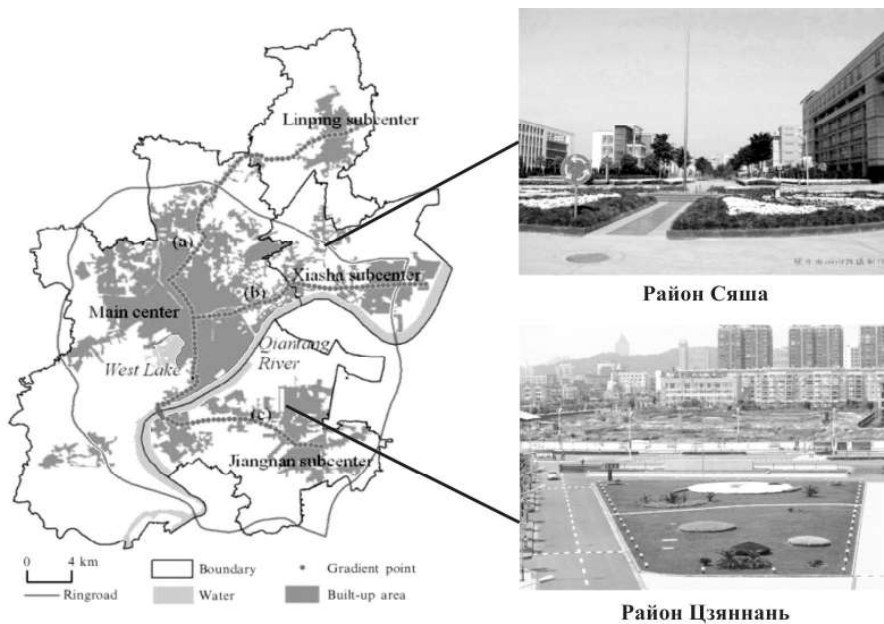 Linping subcenter
(a)
Xiasha subcenter
(b)
Main center
Qiantang
River
West Lake
(c)
Jiangnan subcenter
0 4 km
Boundary
Gradient point
Ringroad
Water
Built-up area
Район Сяша
Район Цзяннань